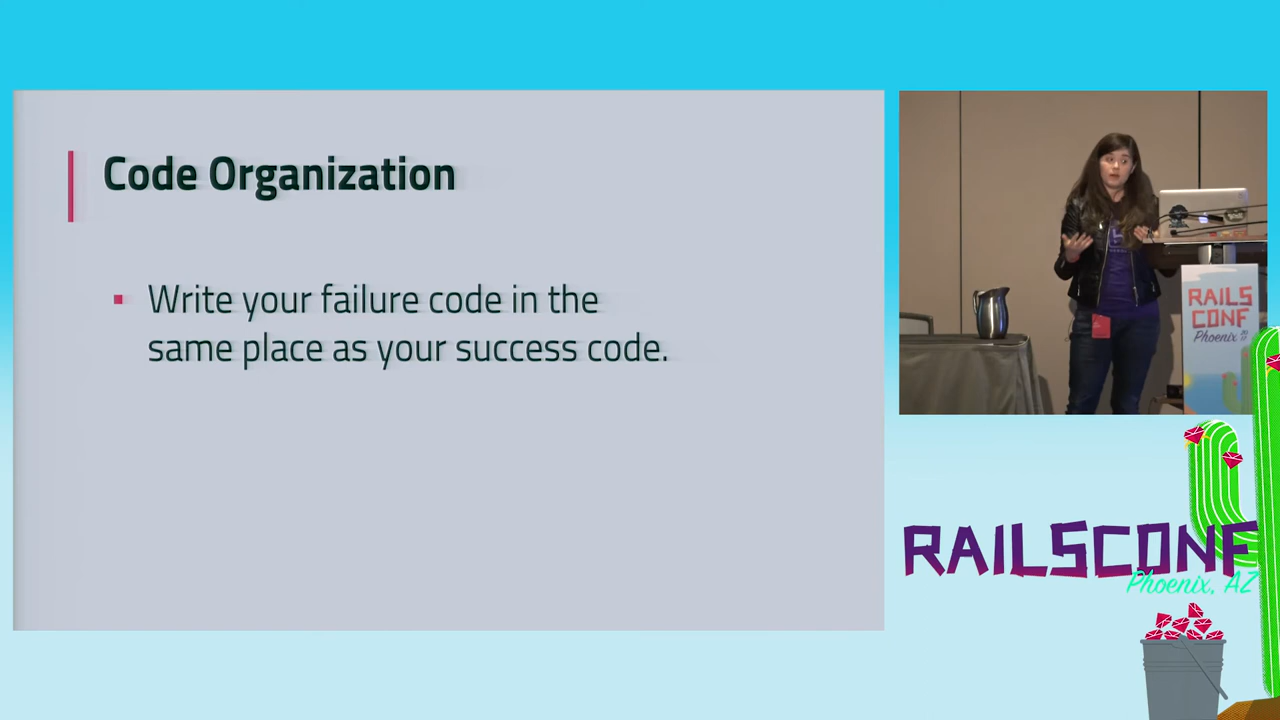 Code Organization
Write your failure code in the
same place as your success code.
RAILS
CONF
Phoenix
RAILSCONF
Phoenix, AZ